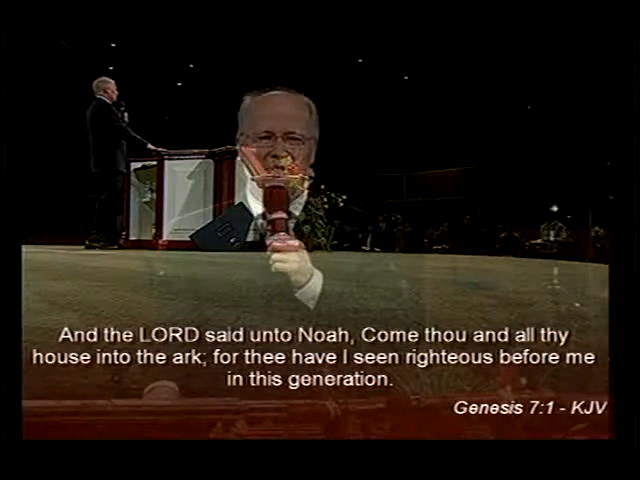 And the LORD said unto Noah, Come thou and all thy
house into the ark; for thee have I seen righteous before me
in this generation.
Genesis 7:1 - KJV